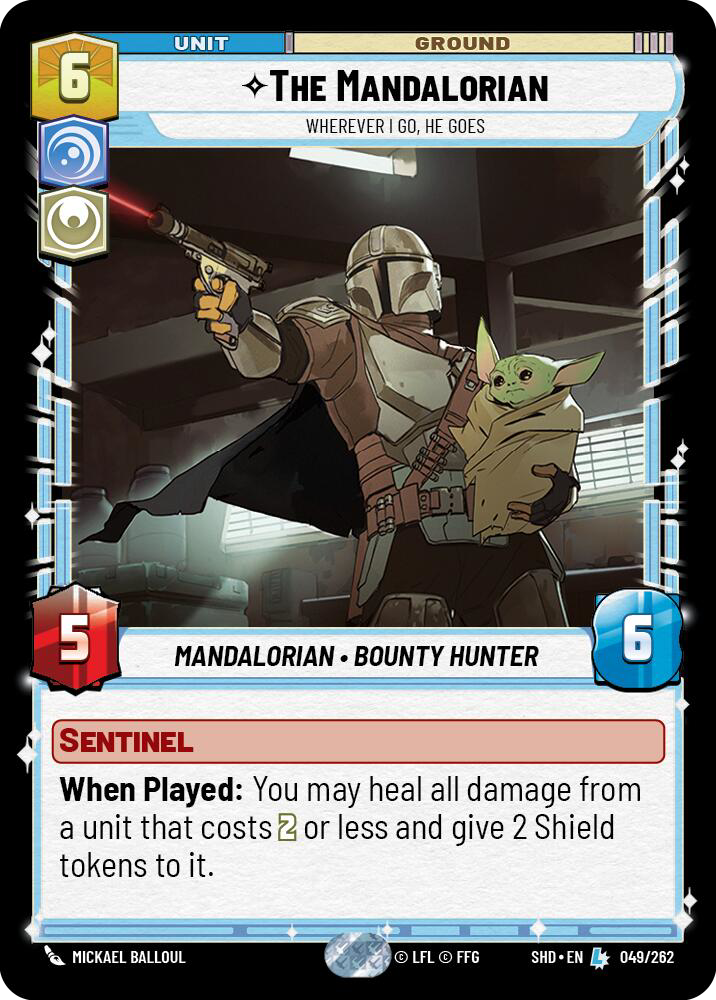 UNIT
GROUND
6
THE MANDALORIAN
WHEREVER I GO, HE GOES
5
MANDALORIAN • BOUNTY HUNTER
6
SENTINEL
When Played: You may heal all damage from
a unit that costs 2 or less and give 2 Shield
tokens to it.
MICKAEL BALLOUL
© LFL © FFG
SHD • EN L 049/262